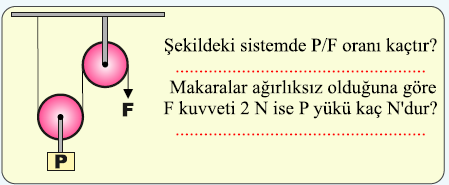 Şekildeki sistemde P/F oranı kaçtır?
Makaralar ağırlıksız olduğuna göre
F kuvveti 2 N ise P yükü kaç N'dur?
F
P